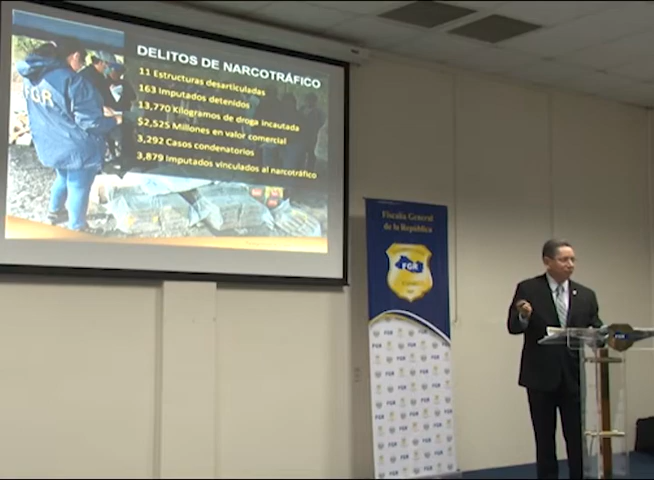 DELITOS DE NARCOTRÁFICO
11 Estructuras desarticuladas
163 Imputados detenidos
13,770 Kilogramos de droga incautada
$2,525 Millones en valor comercial
3,292 Casos condenatorios
3,879 Imputados vinculados al narcotráfico
FGR
Fiscalía General
de la República
FGR